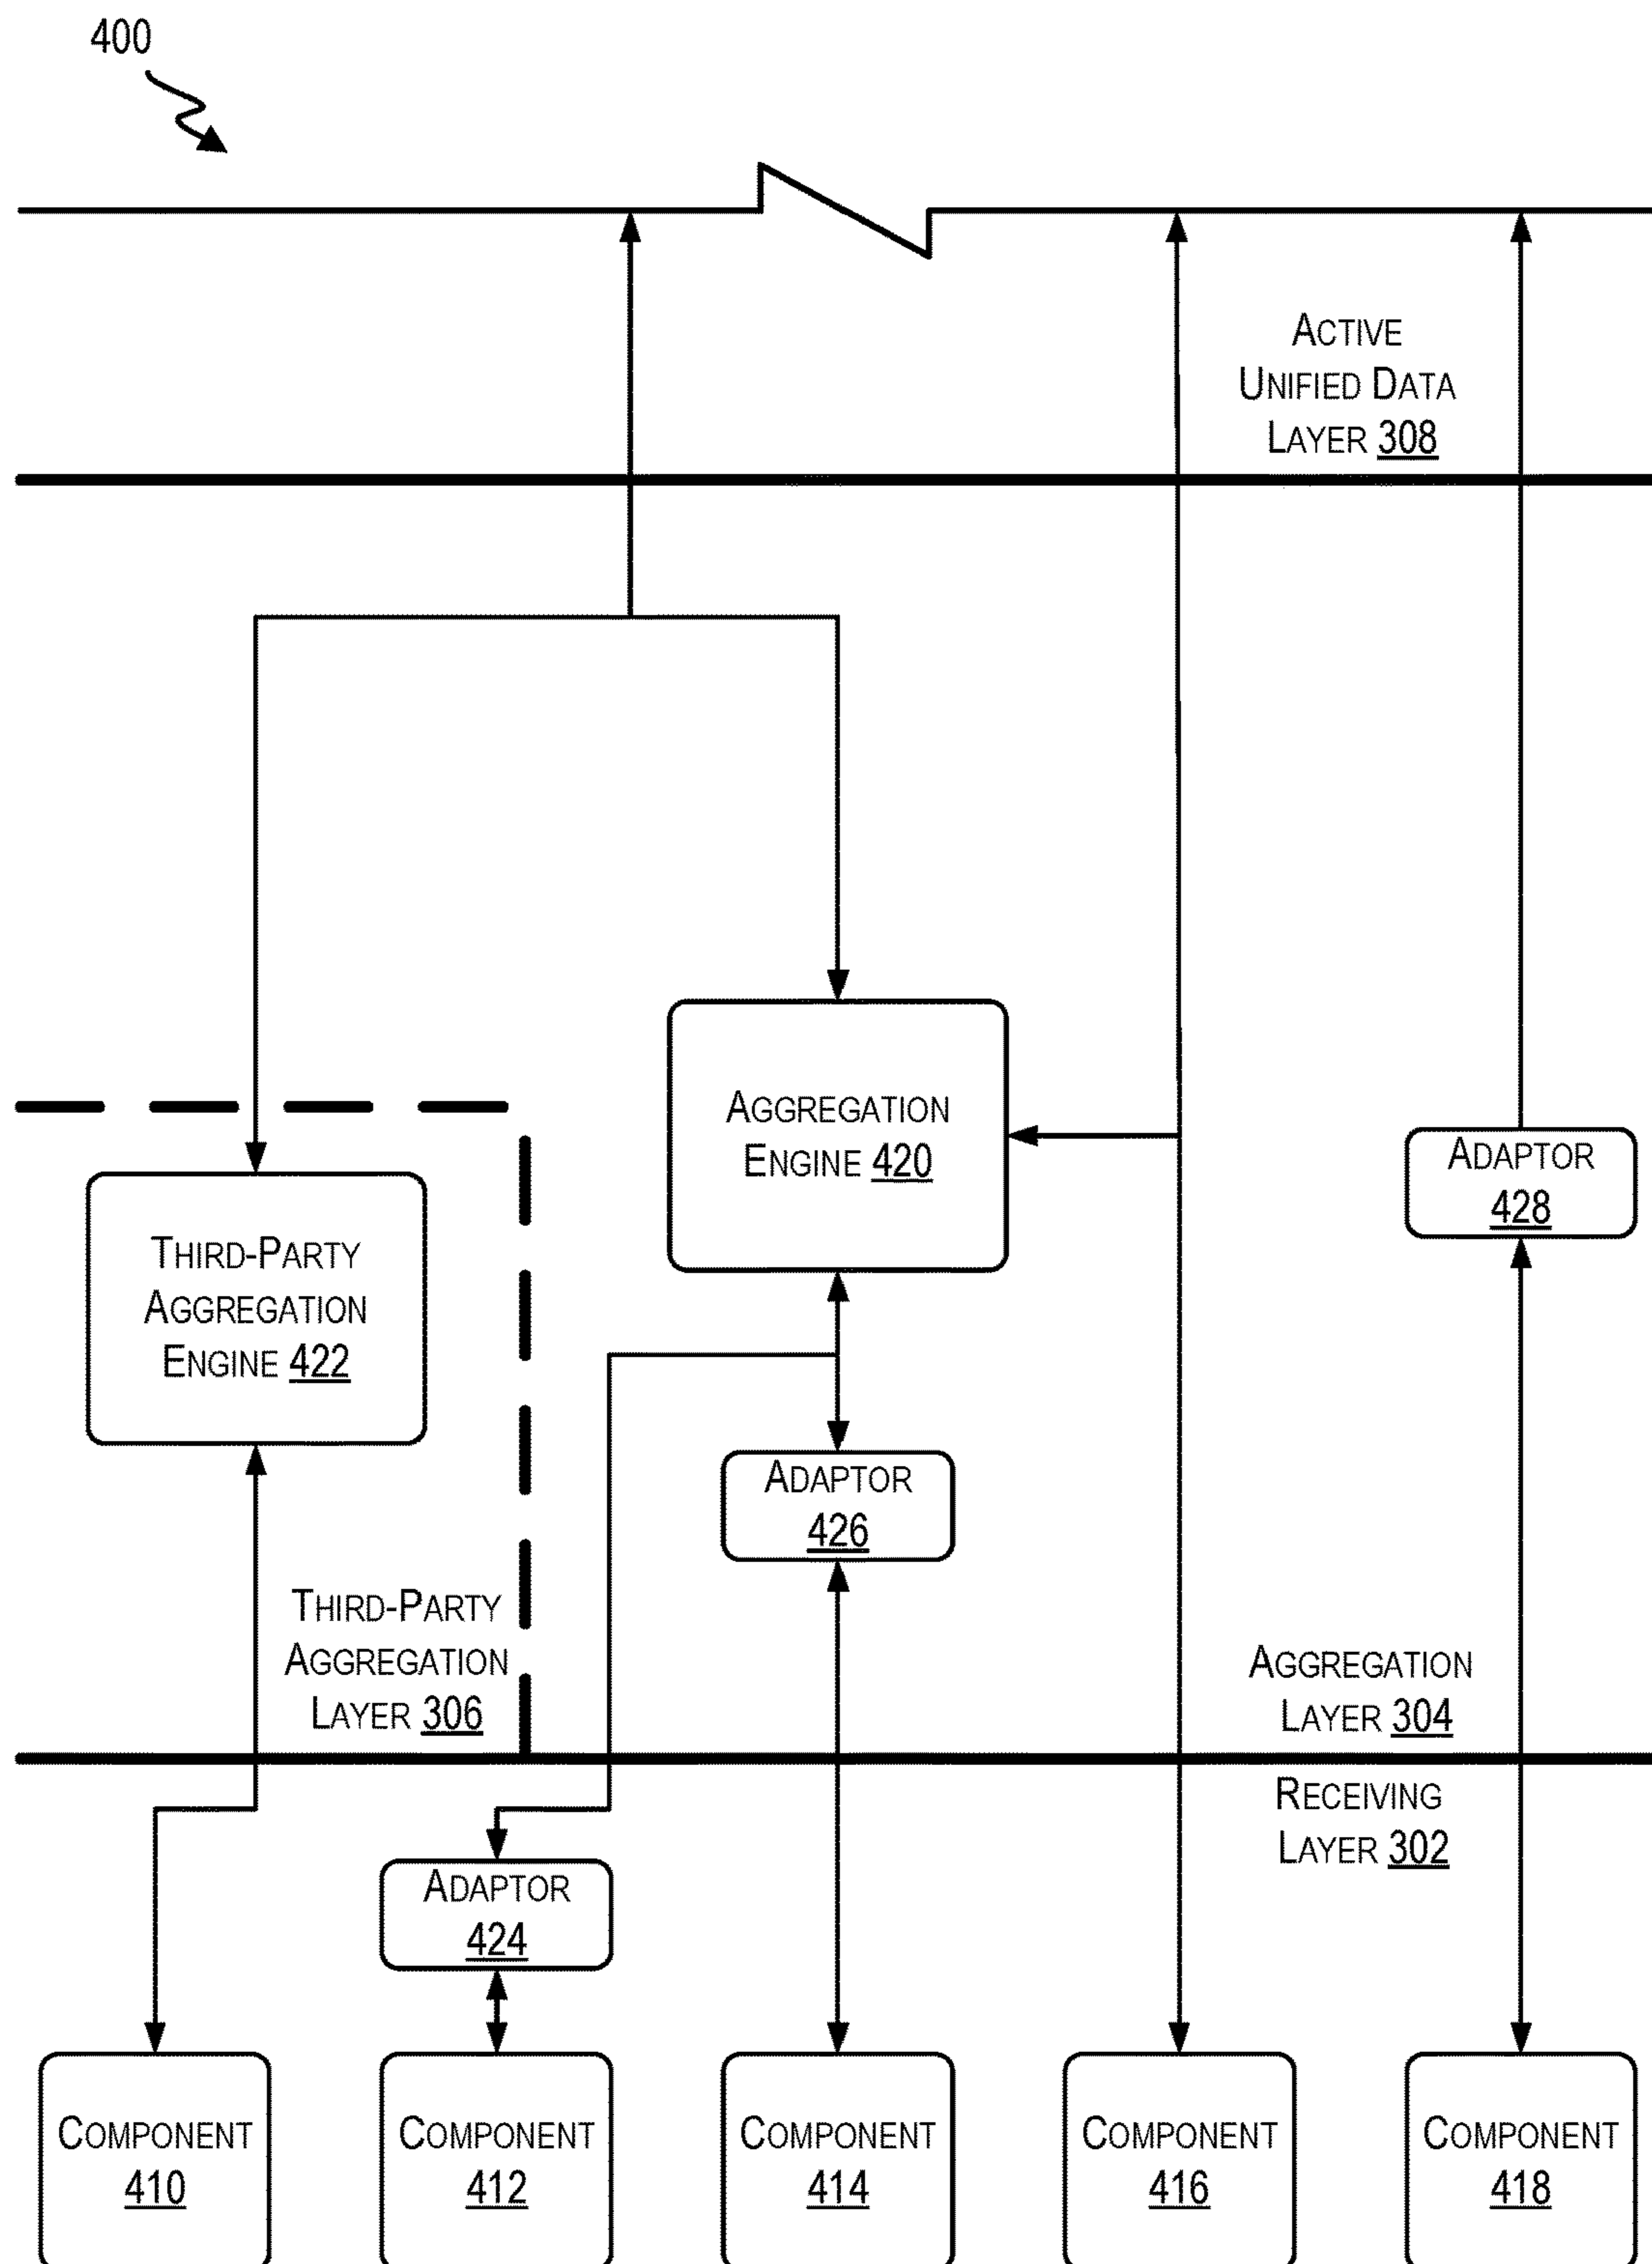 400
Active
Unified Data
Layer 308
Aggregation
Engine 420
Adaptor
428
Third-Party
Aggregation
Engine 422
Adaptor
426
Third-Party
Aggregation
Layer 306
Aggregation
Layer 304
Receiving
Layer 302
Adaptor
424
Component
410
Component
412
Component
414
Component
416
Component
418